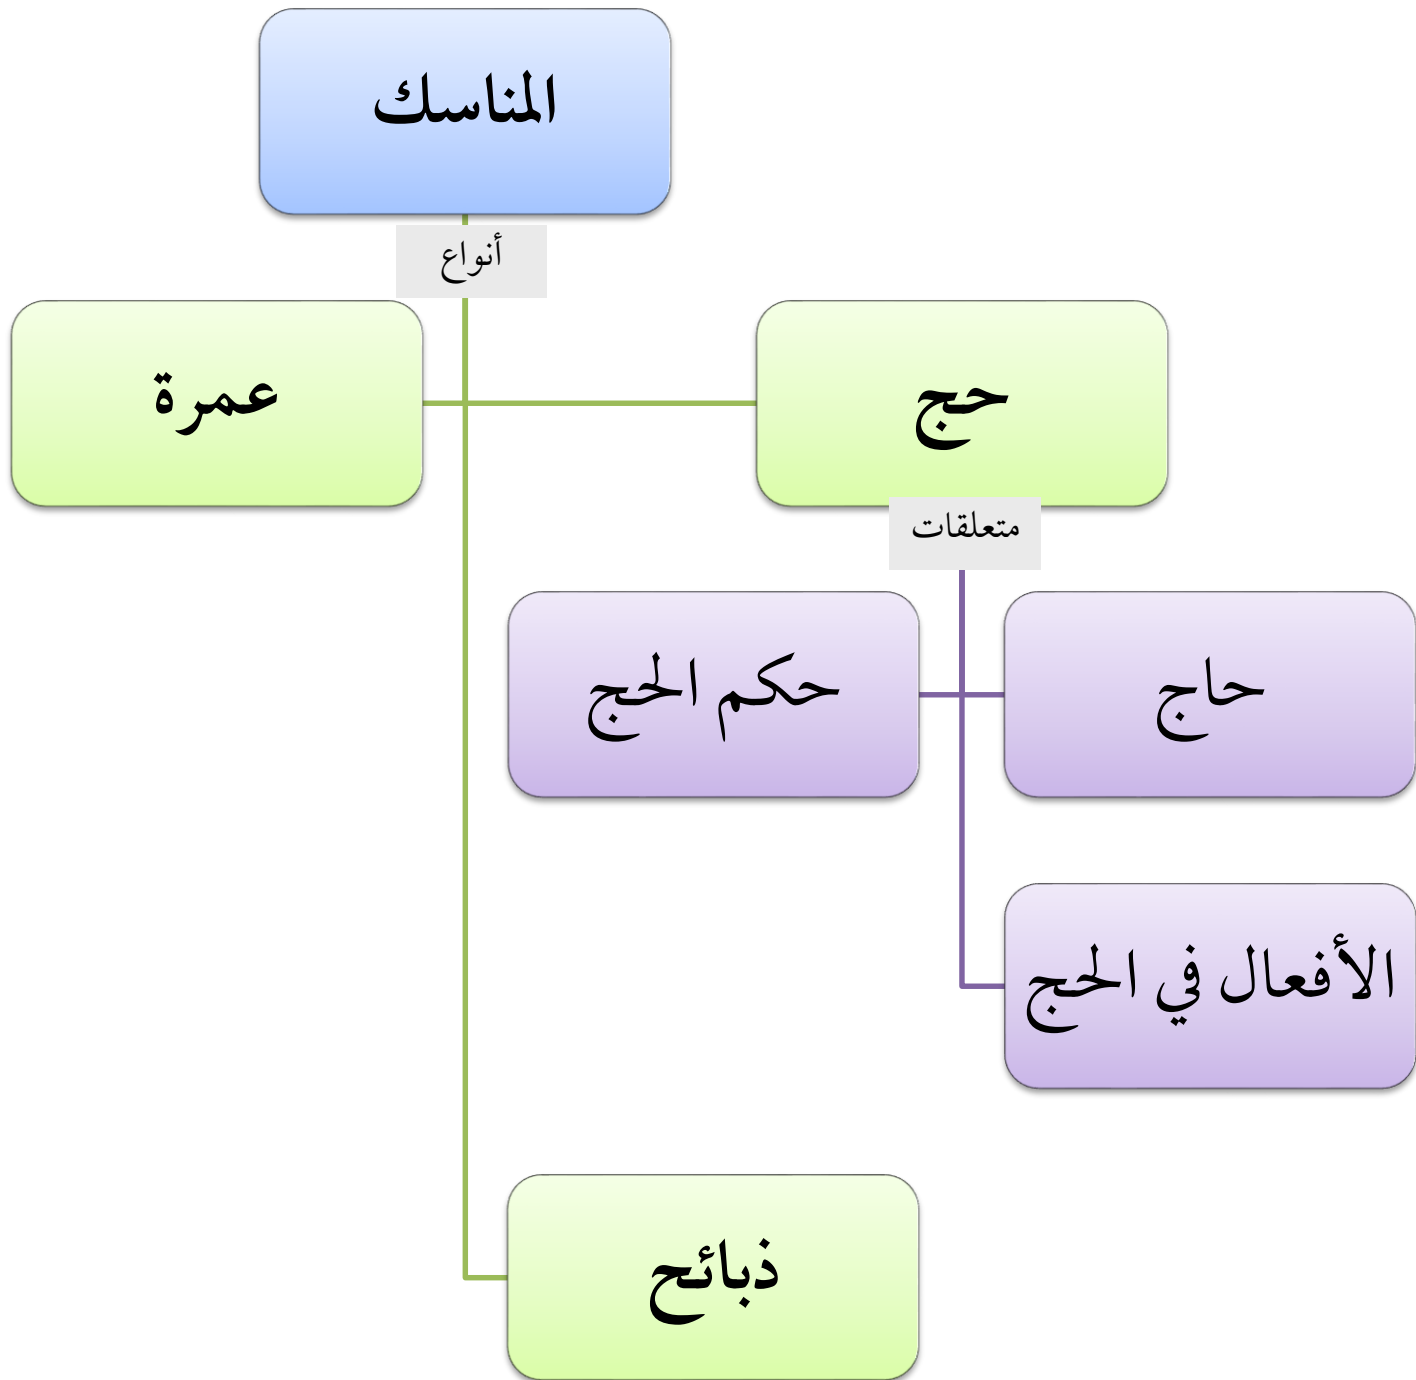 المناسك
أنواع
حج
عمرة
متعلقات
حاج
حكم الحج
الأفعال في الحج
ذبائح